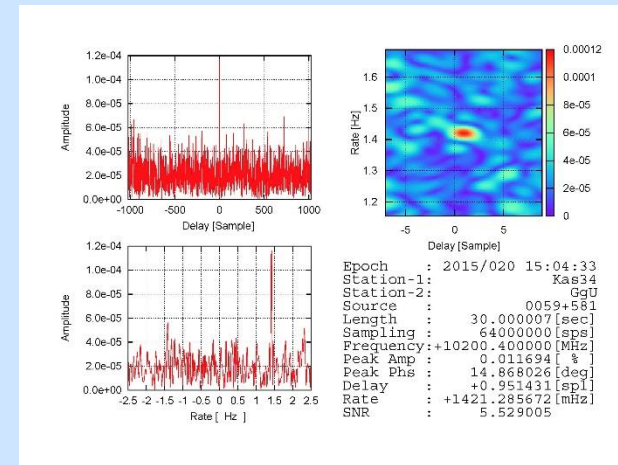 1.2e-04
1.0e-04
8.0e-05
6.0e-05
4.0e-05
2.0e-05
0.0e+00
Amplitude
-1000 -500 0 500 1000
Delay [Sample]
1.6
1.5
1.4
1.3
1.2
Rate [Hz]
-5 0 5
Delay [Sample]
0.00012
0.0001
8e-05
6e-05
4e-05
2e-05
0
1.2e-04
1.0e-04
8.0e-05
6.0e-05
4.0e-05
2.0e-05
0.0e+00
Amplitude
-2.5 -2 -1.5 -1 -0.5 0 0.5 1 1.5 2 2.5
Rate [ Hz ]
Epoch : 2015/020 15:04:33
Station-1: Kas34
Station-2: GgU
Source : 0059+581
Length : 30.000007[sec]
Sampling : 64000000[sps]
Frequency:+10200.400000[MHz]
Peak Amp : 0.011694[ % ]
Peak Phs : 14.868026[deg]
Delay : +0.951431[spl]
Rate : +1421.285672[mHz]
SNR : 5.529005